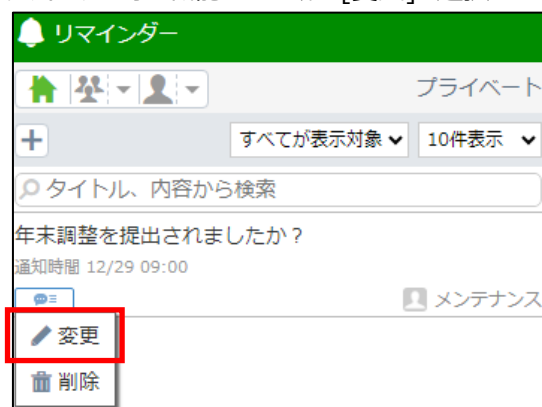 リマインダー
プライベート
すべてが表示対象 10件表示
タイトル、内容から検索
年末調整を提出されましたか？
通知時間 12/29 09:00
メンテナンス
変更
削除